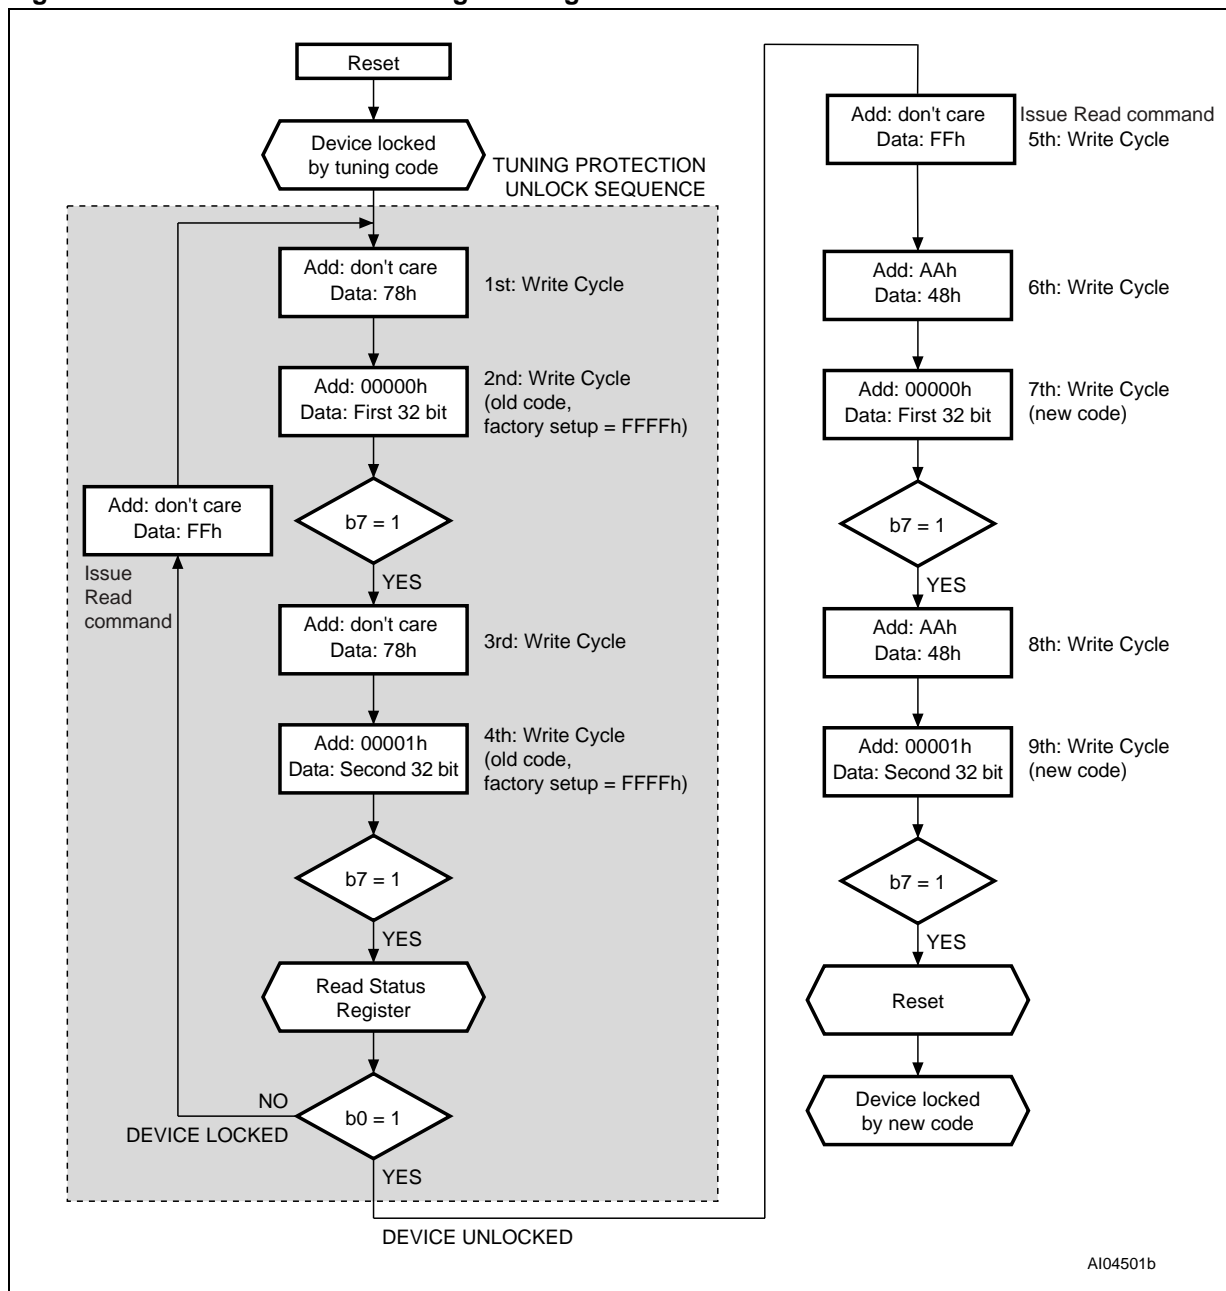 Reset
Device locked
by tuning code
TUNING PROTECTION
UNLOCK SEQUENCE
Add: don't care
Data: 78h
1st: Write Cycle
Add: 00000h
Data: First 32 bit
2nd: Write Cycle
(old code,
factory setup = FFFFh)
b7 = 1
YES
Add: don't care
Data: FFh
Issue
Read
command
Add: don't care
Data: 78h
3rd: Write Cycle
Add: 00001h
Data: Second 32 bit
4th: Write Cycle
(old code,
factory setup = FFFFh)
b7 = 1
YES
Read Status
Register
b0 = 1
NO
DEVICE LOCKED
YES
DEVICE UNLOCKED
Add: don't care
Data: FFh
Issue Read command
5th: Write Cycle
Add: AAh
Data: 48h
6th: Write Cycle
Add: 00000h
Data: First 32 bit
7th: Write Cycle
(new code)
b7 = 1
YES
Add: AAh
Data: 48h
8th: Write Cycle
Add: 00001h
Data: Second 32 bit
9th: Write Cycle
(new code)
b7 = 1
YES
Reset
Device locked
by new code
AI04501b